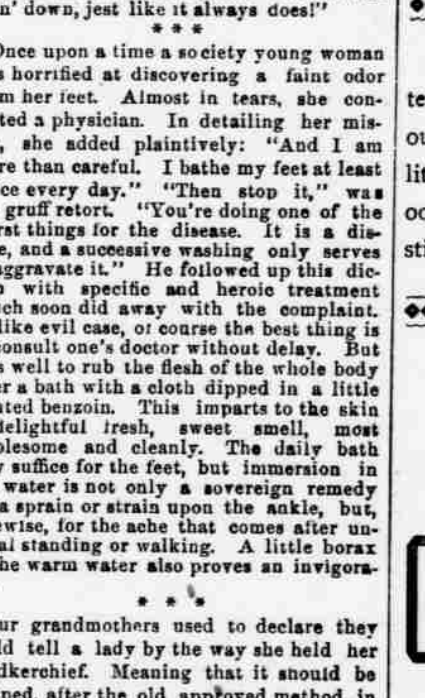 n' down, jest like it always does!"
* * *
Once upon a time a society young woman
s horrified at discovering a faint odor
m her feet. Almost in tears, she con-
ted a physician. In detailing her mis-
, she added plaintively: "And I am
re than careful. I bathe my feet at least
ce every day." "Then stop it," was
gruff retort. "You're doing one of the
rst things for the disease. It is a dis-
e, and a successive washing only serves
aggravate it." He followed up this dic-
with specific and heroic treatment
ch soon did away with the complaint.
like evil case, of course the best thing is
consult one's doctor without delay. But
s well to rub the flesh of the whole body
er a bath with a cloth dipped in a little
ated benzoin. This imparts to the skin
delightful fresh, sweet smell, most
olesome and cleanly. The daily bath
y suffice for the feet, but immersion in
water is not only a sovereign remedy
a sprain or strain upon the ankle, but,
ewise, for the ache that comes after un-
al standing or walking. A little borax
he warm water also proves an invigora-
* * *
ur grandmothers used to declare they
ld tell a lady by the way she held her
dkerchief. Meaning that it should be
ned, after the old approved method, in
te
ou
lit
oc
sti